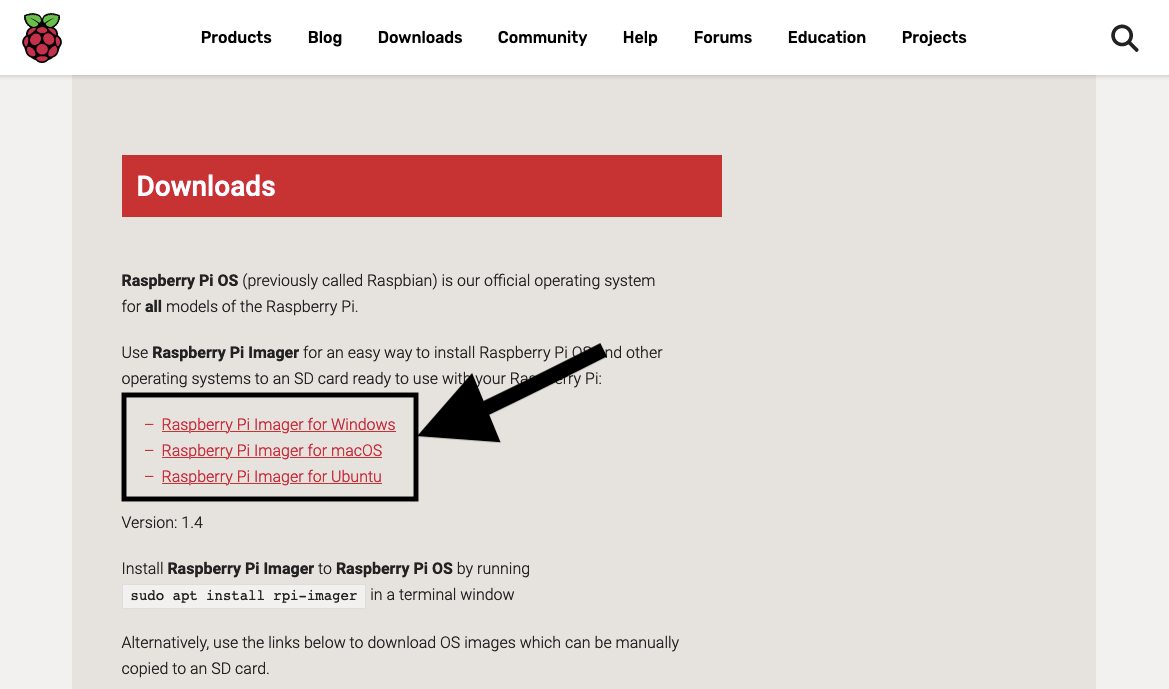 Products Blog Downloads Community Help Forums Education Projects
Downloads
Raspberry Pi OS (previously called Raspbian) is our official operating system
for all models of the Raspberry Pi.
Use Raspberry Pi Imager for an easy way to install Raspberry Pi OS and other
operating systems to an SD card ready to use with your Raspberry Pi:
– Raspberry Pi Imager for Windows
– Raspberry Pi Imager for macOS
– Raspberry Pi Imager for Ubuntu
Version: 1.4
Install Raspberry Pi Imager to Raspberry Pi OS by running
sudo apt install rpi-imager in a terminal window
Alternatively, use the links below to download OS images which can be manually
copied to an SD card.